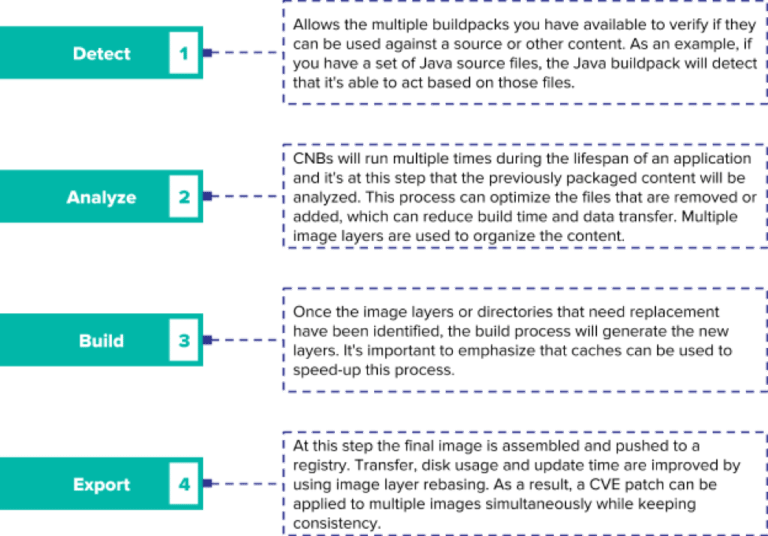 Detect 1
Allows the multiple buildpacks you have available to verify if they
can be used against a source or other content. As an example, if
you have a set of Java source files, the Java buildpack will detect
that it's able to act based on those files.
Analyze 2
CNBs will run multiple times during the lifespan of an application
and it's at this step that the previously packaged content will be
analyzed. This process can optimize the files that are removed or
added, which can reduce build time and data transfer. Multiple
image layers are used to organize the content.
Build 3
Once the image layers or directories that need replacement
have been identified, the build process will generate the new
layers. It's important to emphasize that caches can be used to
speed-up this process.
Export 4
At this step the final image is assembled and pushed to a
registry. Transfer, disk usage and update time are improved by
using image layer rebasing. As a result, a CVE patch can be
applied to multiple images simultaneously while keeping
consistency.